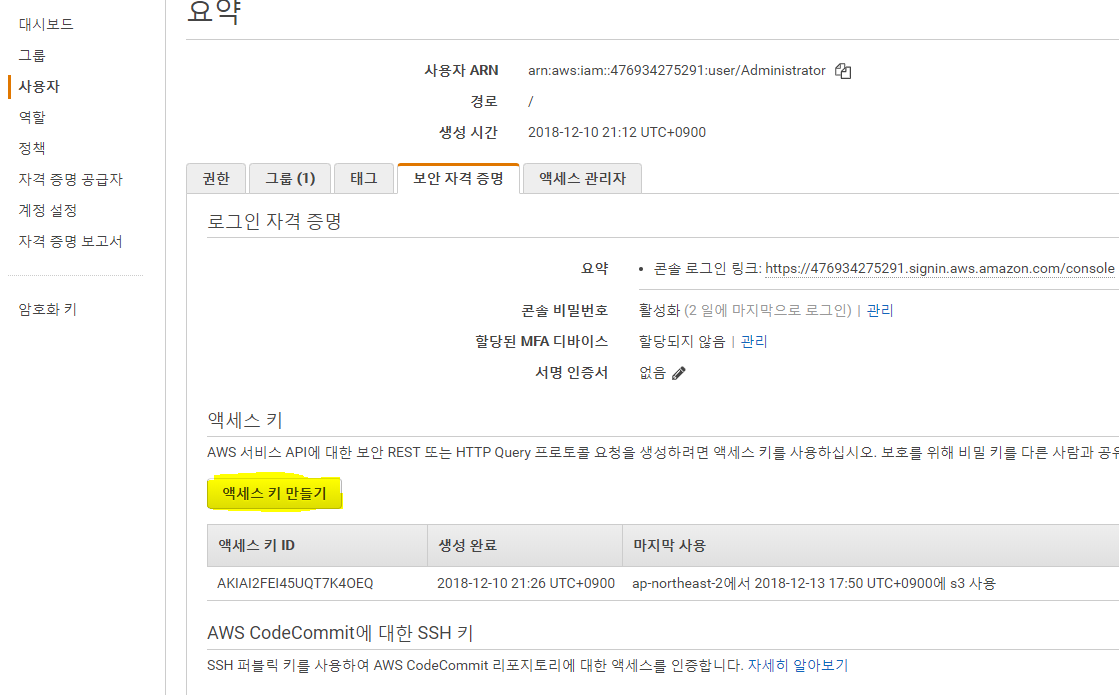 요약
대시보드
그룹
사용자
역할
정책
자격 증명 공급자
계정 설정
자격 증명 보고서
암호화 키
사용자 ARN arn:aws:iam::476934275291:user/Administrator
경로 /
생성 시간 2018-12-10 21:12 UTC+0900
권한 그룹 (1) 태그 보안 자격 증명 액세스 관리자
로그인 자격 증명
요약 • 콘솔 로그인 링크: https://476934275291.signin.aws.amazon.com/console
콘솔 비밀번호 활성화 (2 일에 마지막으로 로그인) | 관리
할당된 MFA 디바이스 할당되지 않음 | 관리
서명 인증서 없음
액세스 키
AWS 서비스 API에 대한 보안 REST 또는 HTTP Query 프로토콜 요청을 생성하려면 액세스 키를 사용하십시오. 보호를 위해 비밀 키를 다른 사람과 공유
액세스 키 만들기
액세스 키 ID 생성 완료 마지막 사용
AKIAI2FEI45UQT7K4OEQ 2018-12-10 21:26 UTC+0900 ap-northeast-2에서 2018-12-13 17:50 UTC+0900에 s3 사용
AWS CodeCommit에 대한 SSH 키
SSH 퍼블릭 키를 사용하여 AWS CodeCommit 리포지토리에 대한 액세스를 인증합니다. 자세히 알아보기